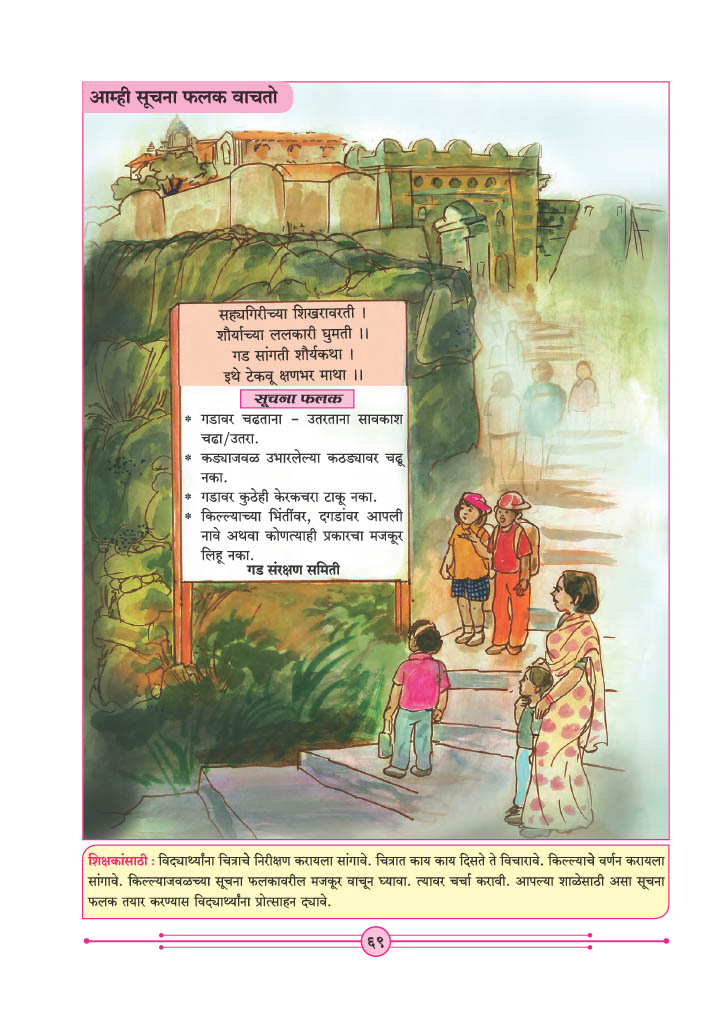 आम्ही सूचना फलक वाचतो
सह्यगिरीच्या शिखरावरती ।
शौर्याच्या ललकारी घुमती ।।
गड सांगती शौर्यकथा ।
इथे टेकवू क्षणभर माथा ।।
सूचना फलक
* गडावर चढताना – उतरताना सावकाश
चढा/उतरा.
* कड्याजवळ उभारलेल्या कठड्यावर चढू
नका.
* गडावर कुठेही केरकचरा टाकू नका.
* किल्ल्याच्या भिंतींवर, दगडांवर आपली
नावे अथवा कोणत्याही प्रकारचा मजकूर
लिहू नका.
गड संरक्षण समिती
शिक्षकांसाठी : विद्यार्थ्यांना चित्राचे निरीक्षण करायला सांगावे. चित्रात काय काय दिसते ते विचारावे. किल्ल्याचे वर्णन करायला
सांगावे. किल्ल्याजवळच्या सूचना फलकावरील मजकूर वाचून घ्यावा. त्यावर चर्चा करावी. आपल्या शाळेसाठी असा सूचना
फलक तयार करण्यास विद्यार्थ्यांना प्रोत्साहन द्यावे.
६९